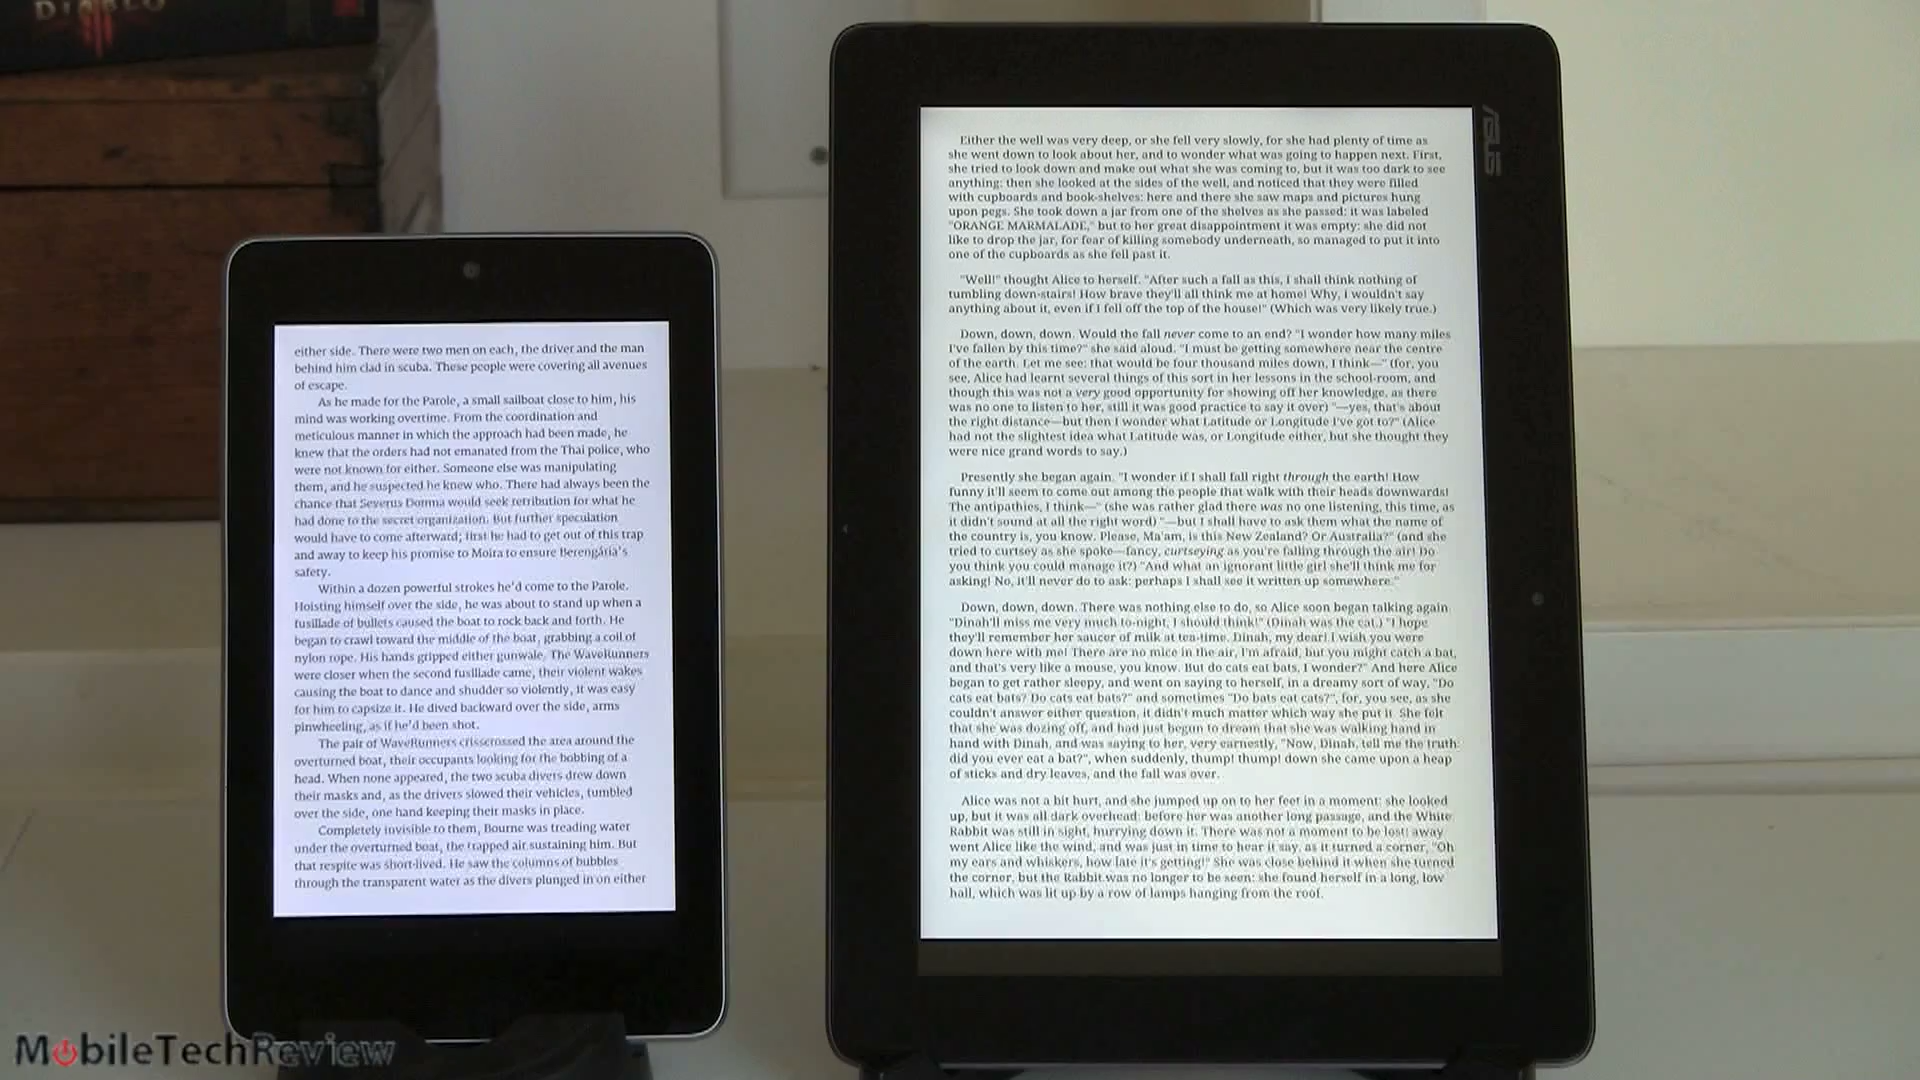 DIABLO
either side. There were two men on each, the driver and the man
behind him clad in scuba. These people were covering all avenues
of escape.
As he made for the Parole, a small sailboat close to him, his
mind was working overtime. From the coordination and
meticulous manner in which the approach had been made, he
knew that the orders had not emanated from the Thai police, who
were not known for either. Someone else was manipulating
them, and he suspected he knew who. There had always been the
chance that Severus Domna would seek retribution for what he
had done to the secret organization. But further speculation
would have to come afterward; first he had to get out of this trap
and away to keep his promise to Moira to ensure Berengária's
safety.
Within a dozen powerful strokes he'd come to the Parole.
Hoisting himself over the side, he was about to stand up when a
fusillade of bullets caused the boat to rock back and forth. He
began to crawl toward the middle of the boat, grabbing a coil of
nylon rope. His hands gripped either gunwale. The WaveRunners
were closer when the second fusillade came, their violent wakes
causing the boat to dance and shudder so violently, it was easy
for him to capsize it. He dived backward over the side, arms
pinwheeling, as if he'd been shot.
The pair of WaveRunners crisscrossed the area around the
overturned boat, their occupants looking for the bobbing of a
head. When none appeared, the two scuba divers drew down
their masks and, as the drivers slowed their vehicles, tumbled
over the side, one hand keeping their masks in place.
Completely invisible to them, Bourne was treading water
under the overturned boat, the trapped air sustaining him. But
that respite was short-lived. He saw the columns of bubbles
through the transparent water as the divers plunged in on either
ASUS
Either the well was very deep, or she fell very slowly, for she had plenty of time as
she went down to look about her, and to wonder what was going to happen next. First,
she tried to look down and make out what she was coming to, but it was too dark to see
anything: then she looked at the sides of the well, and noticed that they were filled
with cupboards and book-shelves: here and there she saw maps and pictures hung
upon pegs. She took down a jar from one of the shelves as she passed: it was labeled
"ORANGE MARMALADE," but to her great disappointment it was empty: she did not
like to drop the jar, for fear of killing somebody underneath, so managed to put it into
one of the cupboards as she fell past it.
"Well!" thought Alice to herself. "After such a fall as this, I shall think nothing of
tumbling down-stairs! How brave they'll all think me at home! Why, I wouldn't say
anything about it, even if I fell off the top of the house!" (Which was very likely true.)
Down, down, down. Would the fall never come to an end? "I wonder how many miles
I've fallen by this time?" she said aloud. "I must be getting somewhere near the centre
of the earth. Let me see: that would be four thousand miles down, I think—" (for, you
see, Alice had learnt several things of this sort in her lessons in the school-room, and
though this was not a very good opportunity for showing off her knowledge, as there
was no one to listen to her, still it was good practice to say it over) "—yes, that's about
the right distance—but then I wonder what Latitude or Longitude I've got to?" (Alice
had not the slightest idea what Latitude was, or Longitude either, but she thought they
were nice grand words to say.)
Presently she began again. "I wonder if I shall fall right through the earth! How
funny it'll seem to come out among the people that walk with their heads downwards!
The antipathies, I think—" (she was rather glad there was no one listening, this time, as
it didn't sound at all the right word) "—but I shall have to ask them what the name of
the country is, you know. Please, Ma'am, is this New Zealand? Or Australia?" (and she
tried to curtsey as she spoke—fancy, curtseying as you're falling through the air! Do
you think you could manage it?) "And what an ignorant little girl she'll think me for
asking! No, it'll never do to ask: perhaps I shall see it written up somewhere."
Down, down, down. There was nothing else to do, so Alice soon began talking again
"Dinah'll miss me very much to-night, I should think!" (Dinah was the cat.) "I hope
they'll remember her saucer of milk at tea-time. Dinah, my dear! I wish you were
down here with me! There are no mice in the air, I'm afraid, but you might catch a bat,
and that's very like a mouse, you know. But do cats eat bats, I wonder?" And here Alice
began to get rather sleepy, and went on saying to herself, in a dreamy sort of way, "Do
cats eat bats? Do cats eat bats?" and sometimes "Do bats eat cats?", for, you see, as she
couldn't answer either question, it didn't much matter which way she put it. She felt
that she was dozing off, and had just begun to dream that she was walking hand in
hand with Dinah, and was saying to her, very earnestly, "Now, Dinah, tell me the truth:
did you ever eat a bat?", when suddenly, thump! thump! down she came upon a heap
of sticks and dry leaves, and the fall was over.
Alice was not a bit hurt, and she jumped up on to her feet in a moment: she looked
up, but it was all dark overhead: before her was another long passage, and the White
Rabbit was still in sight, hurrying down it. There was not a moment to be lost: away
went Alice like the wind, and was just in time to hear it say, as it turned a corner, "Oh
my ears and whiskers, how late it's getting!" She was close behind it when she turned
the corner, but the Rabbit was no longer to be seen: she found herself in a long, low
hall, which was lit up by a row of lamps hanging from the roof.
MobileTechReview